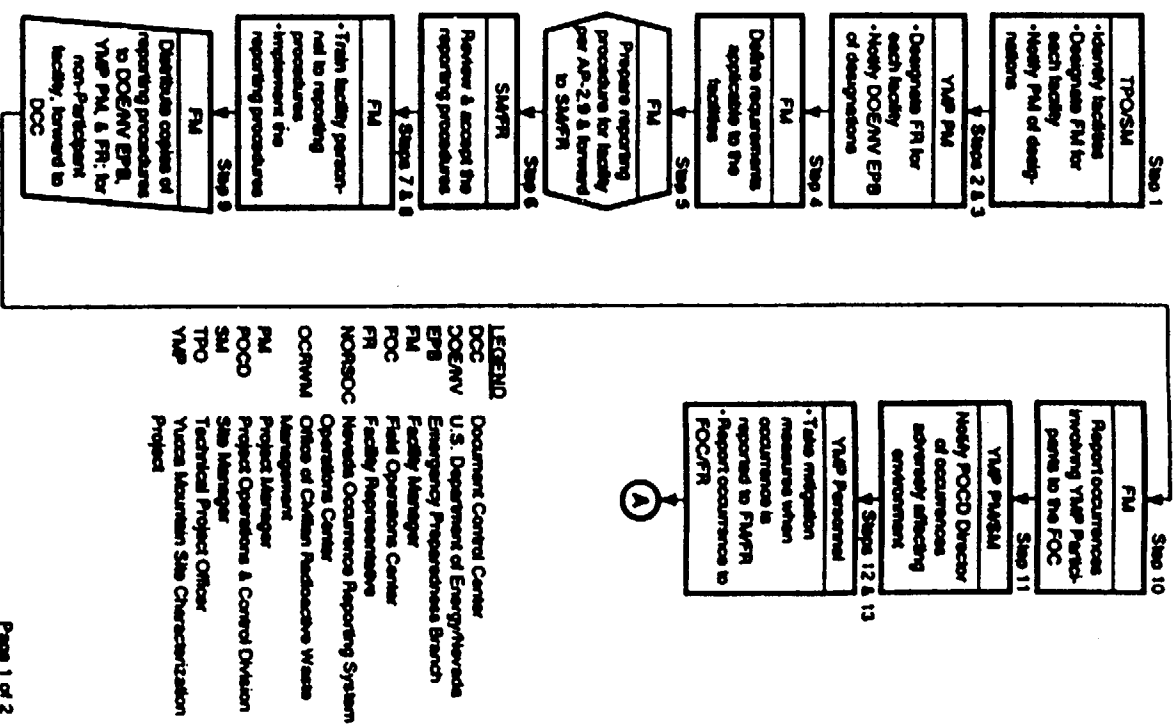 Step 1
TPO/SM
•Identify facilities
•Designate FM for
each facility
•Notify PM of desig-
nations
Steps 2 & 3
YMP PM
•Designate FR for
each facility
•Notify DOE/NV EPB
of designations
Step 4
FM
Define requirements
applicable to the
facilities
Step 5
FM
Prepare reporting
procedure for facility
per AP-2.9 & forward
to SM/FR
Step 6
SM/FR
Review & accept the
reporting procedures
Steps 7 & 8
FM
•Train facility person-
nel to reporting
procedures
•Implement the
reporting procedures
Step 9
FM
Distribute copies of
reporting procedures
to DOE/NV EPB,
YMP PM, & FR; for
non-Participant
facility, forward to
DCC
Step 10
FM
Report occurrences
involving YMP Partici-
pants to the FOC
Step 11
YMP PM/SM
Notify POCD Director
of occurrences
adversely affecting
environment
Steps 12 & 13
YMP Personnel
•Take mitigation
measures when
occurrence is
reported to FM/FR
•Report occurrence to
FOC/FR
A
LEGEND
DCC Document Control Center
DOE/NV U.S. Department of Energy/Nevada
EPB Emergency Preparedness Branch
FM Facility Manager
FOC Field Operations Center
FR Facility Representative
NORSOC Nevada Occurrence Reporting System
Operations Center
OCRWM Office of Civilian Radioactive Waste
Management
PM Project Manager
POCD Project Operations & Control Division
SM Site Manager
TPO Technical Project Officer
YMP Yucca Mountain Site Characterization
Project
Page 1 of 2